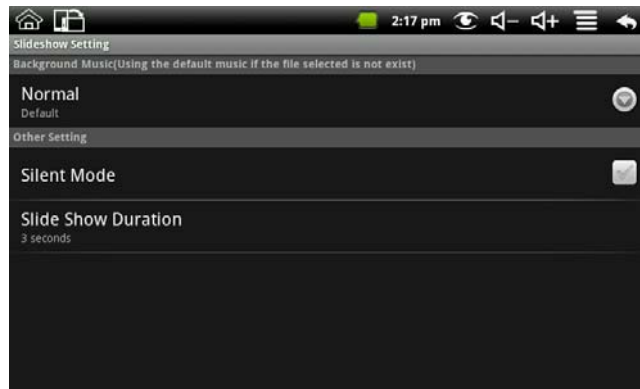 2:17 pm
Slideshow Setting
Background Music(Using the default music if the file selected is not exist)
Normal
Default
Other Setting
Silent Mode
Slide Show Duration
3 seconds